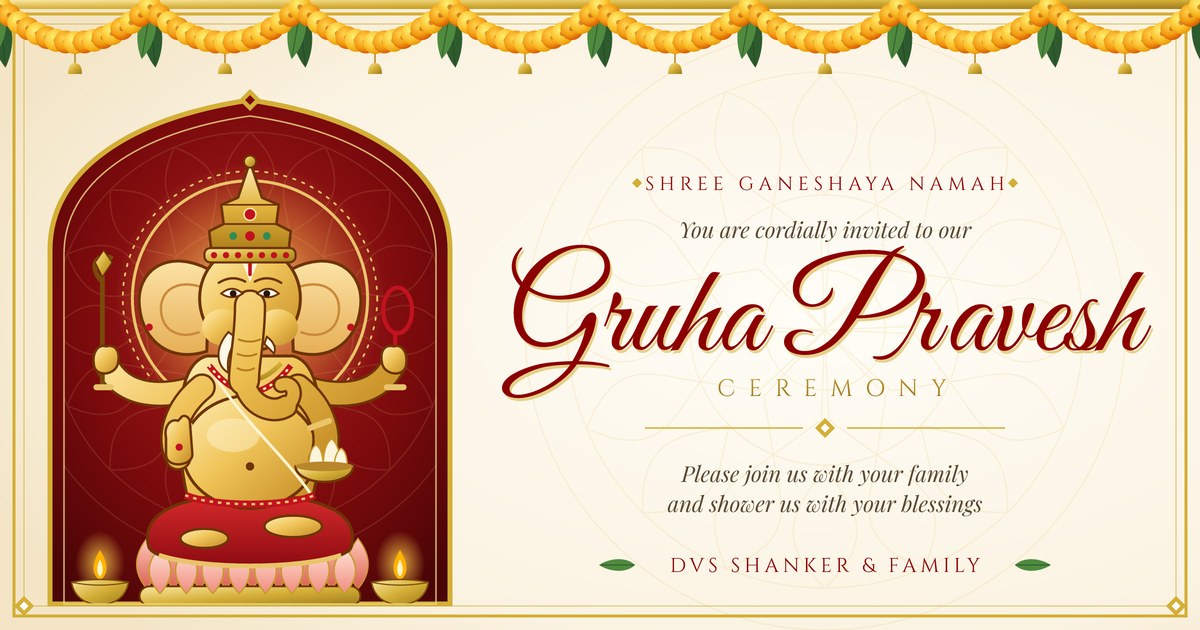 SHREE GANESHAYA NAMAH
You are cordially invited to our
Gruha Pravesh
CEREMONY
Please join us with your family
and shower us with your blessings
DVS SHANKER & FAMILY